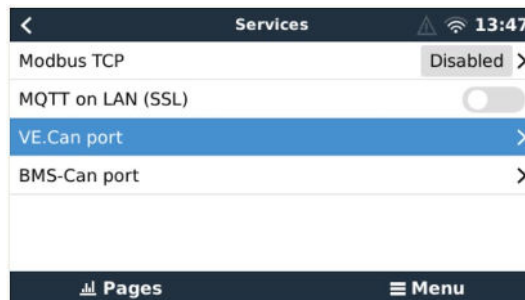 Services 13:47
Modbus TCP Disabled
MQTT on LAN (SSL)
VE.Can port
BMS-Can port
Pages Menu